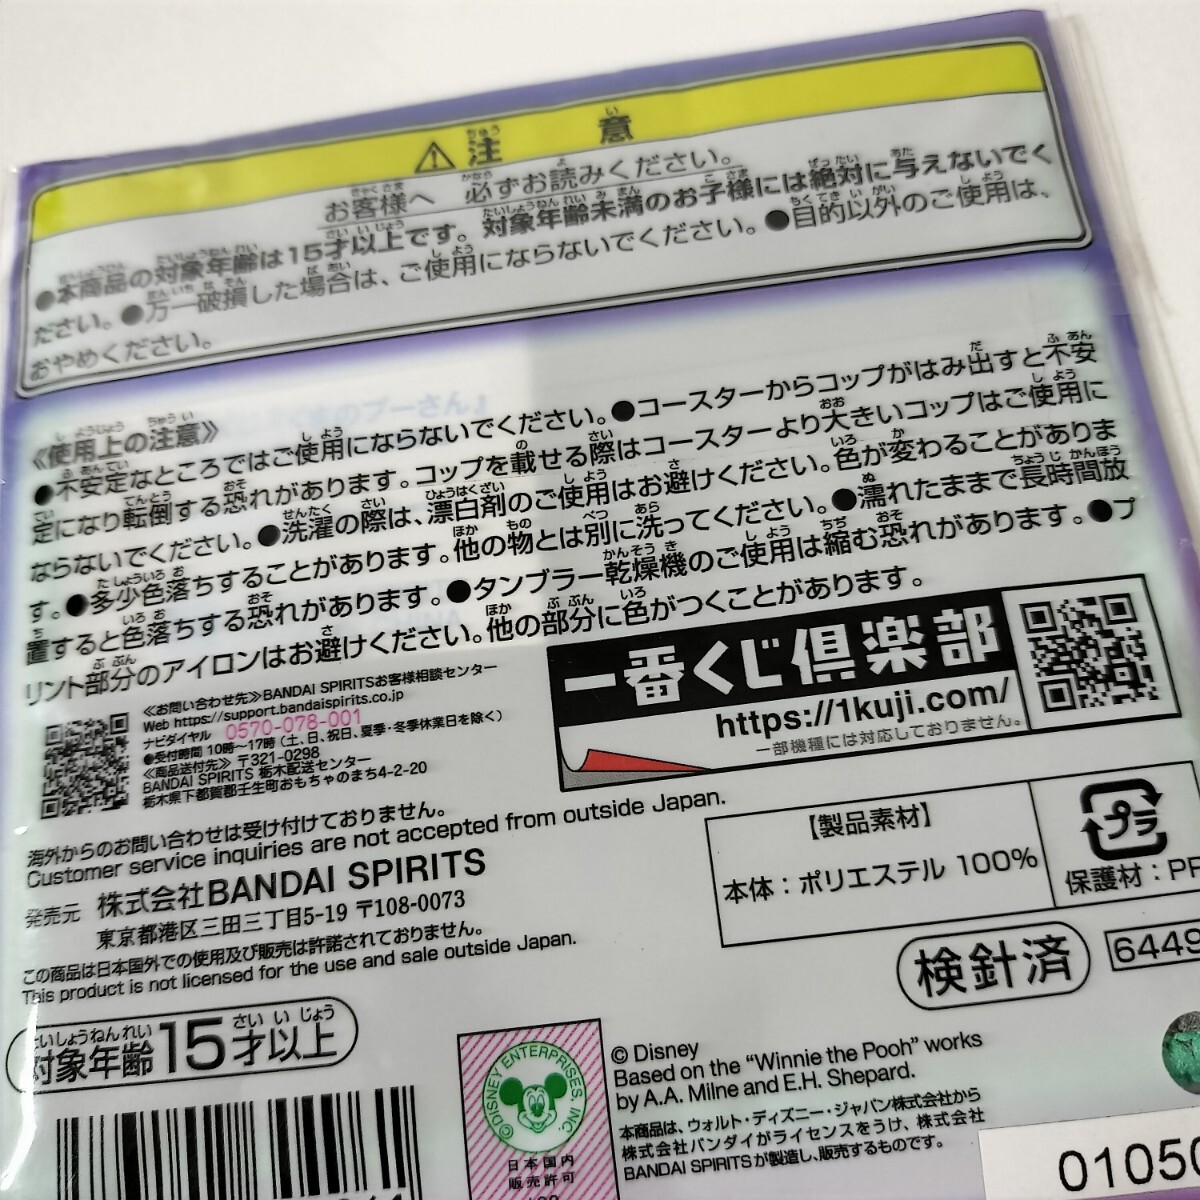 ⚠注意
お客様へ 必ずお読みください。
●本商品の対象年齢は15才以上です。対象年齢未満のお子様には絶対に与えないでく
ださい。●万一破損した場合は、ご使用にならないでください。●目的以外のご使用は、
おやめください。
《使用上の注意》
●不安定なところではご使用にならないでください。●コースターからコップがはみ出すと不安
定になり転倒する恐れがあります。コップを載せる際はコースターより大きいコップはご使用に
ならないでください。●洗濯の際は、漂白剤のご使用はお避けください。色が変わることがありま
す。●多少色落ちすることがあります。他の物とは別に洗ってください。●濡れたままで長時間放
置すると色落ちする恐れがあります。●タンブラー乾燥機のご使用は縮む恐れがあります。●プ
リント部分のアイロンはお避けください。他の部分に色がつくことがあります。
≪お問い合わせ先≫BANDAI SPIRITSお客様相談センター
Web https://support.bandaispirits.co.jp
ナビダイヤル 0570-078-001
●受付時間 10時〜17時(土、日、祝日、夏季・冬季休業日を除く)
≪商品送付先≫ 〒321-0298
BANDAI SPIRITS 栃木配送センター
栃木県下都賀郡壬生町おもちゃのまち4-2-20
一番くじ倶楽部
https://1kuji.com/
一部機種には対応しておりません。
海外からのお問い合わせは受け付けておりません。
Customer service inquiries are not accepted from outside Japan.
発売元 株式会社BANDAI SPIRITS
東京都港区三田三丁目5-19 〒108-0073
この商品は日本国外での使用及び販売は許諾されておりません。
This product is not licensed for the use and sale outside Japan.
【製品素材】
本体：ポリエステル 100%
プラ
保護材：PP
検針済
6449
対象年齢15才以上
©DISNEY ENTERPRISES INC.
日本国内
販売許可
© Disney
Based on the "Winnie the Pooh" works
by A.A. Milne and E.H. Shepard.
本商品は、ウォルト・ディズニー・ジャパン株式会社から
株式会社バンダイがライセンスをうけ、株式会社
BANDAI SPIRITSが製造し、販売するものです。
01050